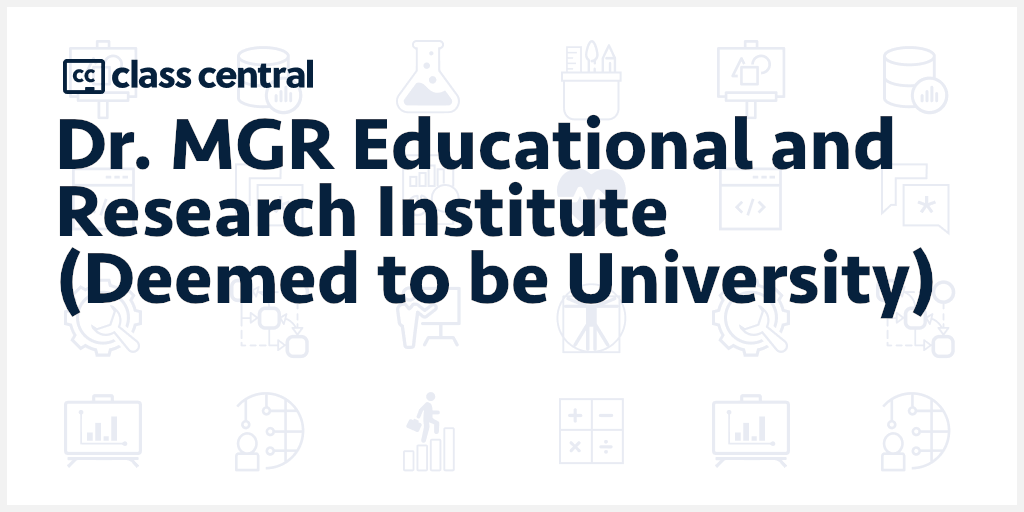 cc class central
Dr. MGR Educational and
Research Institute
(Deemed to be University)